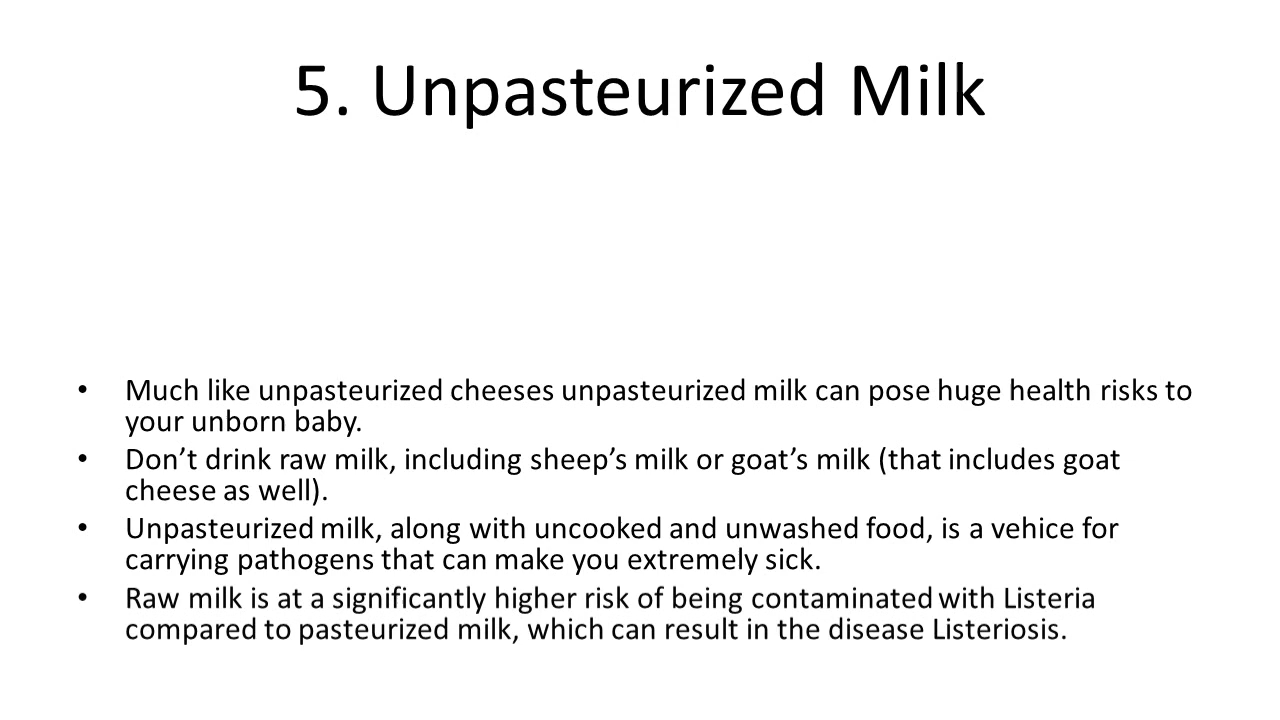 5. Unpasteurized Milk
• Much like unpasteurized cheeses unpasteurized milk can pose huge health risks to
your unborn baby.
• Don’t drink raw milk, including sheep’s milk or goat’s milk (that includes goat
cheese as well).
• Unpasteurized milk, along with uncooked and unwashed food, is a vehice for
carrying pathogens that can make you extremely sick.
• Raw milk is at a significantly higher risk of being contaminated with Listeria
compared to pasteurized milk, which can result in the disease Listeriosis.